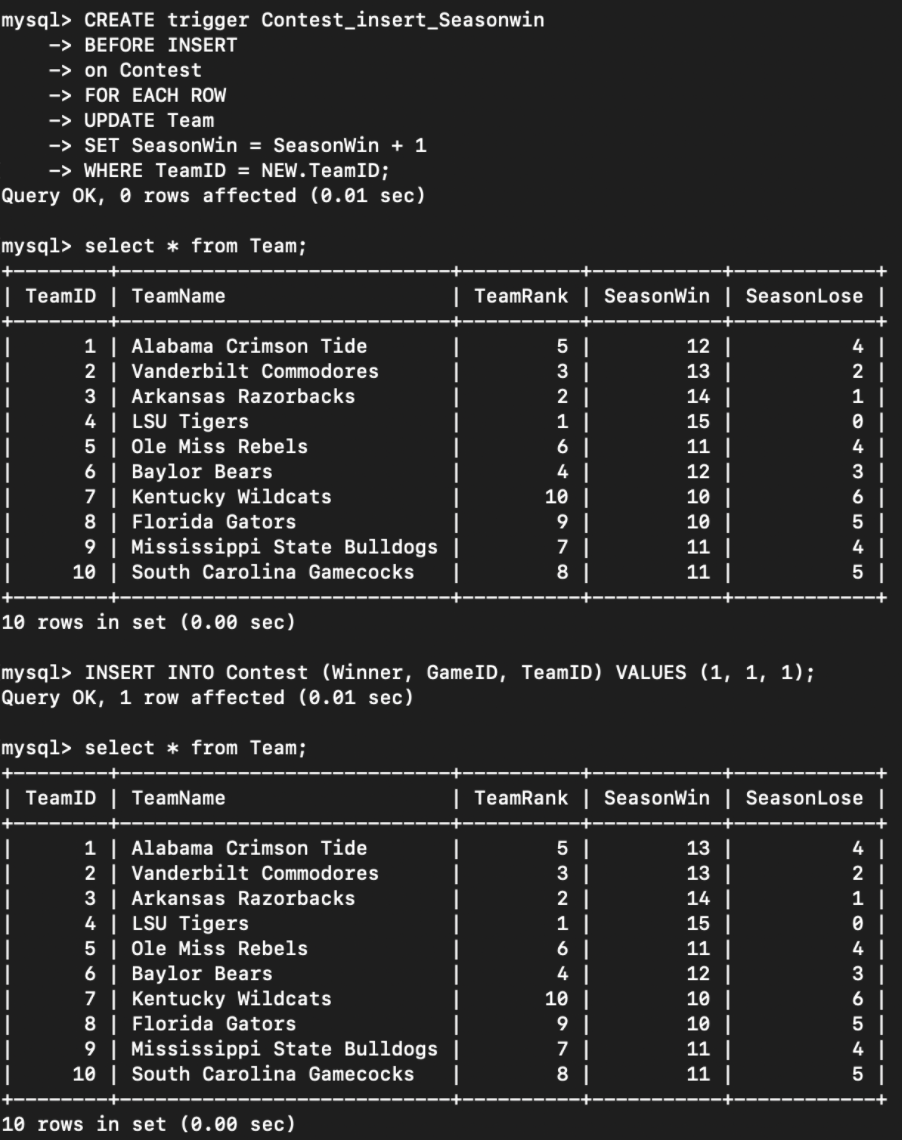 mysql> CREATE trigger Contest_insert_Seasonwin
    -> BEFORE INSERT
    -> on Contest
    -> FOR EACH ROW
    -> UPDATE Team
    -> SET SeasonWin = SeasonWin + 1
    -> WHERE TeamID = NEW.TeamID;
Query OK, 0 rows affected (0.01 sec)

mysql> select * from Team;
+--------+----------------------------+----------+-----------+------------+
| TeamID | TeamName                   | TeamRank | SeasonWin | SeasonLose |
+--------+----------------------------+----------+-----------+------------+
|      1 | Alabama Crimson Tide       |        5 |        12 |          4 |
|      2 | Vanderbilt Commodores      |        3 |        13 |          2 |
|      3 | Arkansas Razorbacks        |        2 |        14 |          1 |
|      4 | LSU Tigers                 |        1 |        15 |          0 |
|      5 | Ole Miss Rebels            |        6 |        11 |          4 |
|      6 | Baylor Bears               |        4 |        12 |          3 |
|      7 | Kentucky Wildcats          |       10 |        10 |          6 |
|      8 | Florida Gators             |        9 |        10 |          5 |
|      9 | Mississippi State Bulldogs |        7 |        11 |          4 |
|     10 | South Carolina Gamecocks   |        8 |        11 |          5 |
+--------+----------------------------+----------+-----------+------------+
10 rows in set (0.00 sec)

mysql> INSERT INTO Contest (Winner, GameID, TeamID) VALUES (1, 1, 1);
Query OK, 1 row affected (0.01 sec)

mysql> select * from Team;
+--------+----------------------------+----------+-----------+------------+
| TeamID | TeamName                   | TeamRank | SeasonWin | SeasonLose |
+--------+----------------------------+----------+-----------+------------+
|      1 | Alabama Crimson Tide       |        5 |        13 |          4 |
|      2 | Vanderbilt Commodores      |        3 |        13 |          2 |
|      3 | Arkansas Razorbacks        |        2 |        14 |          1 |
|      4 | LSU Tigers                 |        1 |        15 |          0 |
|      5 | Ole Miss Rebels            |        6 |        11 |          4 |
|      6 | Baylor Bears               |        4 |        12 |          3 |
|      7 | Kentucky Wildcats          |       10 |        10 |          6 |
|      8 | Florida Gators             |        9 |        10 |          5 |
|      9 | Mississippi State Bulldogs |        7 |        11 |          4 |
|     10 | South Carolina Gamecocks   |        8 |        11 |          5 |
+--------+----------------------------+----------+-----------+------------+
10 rows in set (0.00 sec)